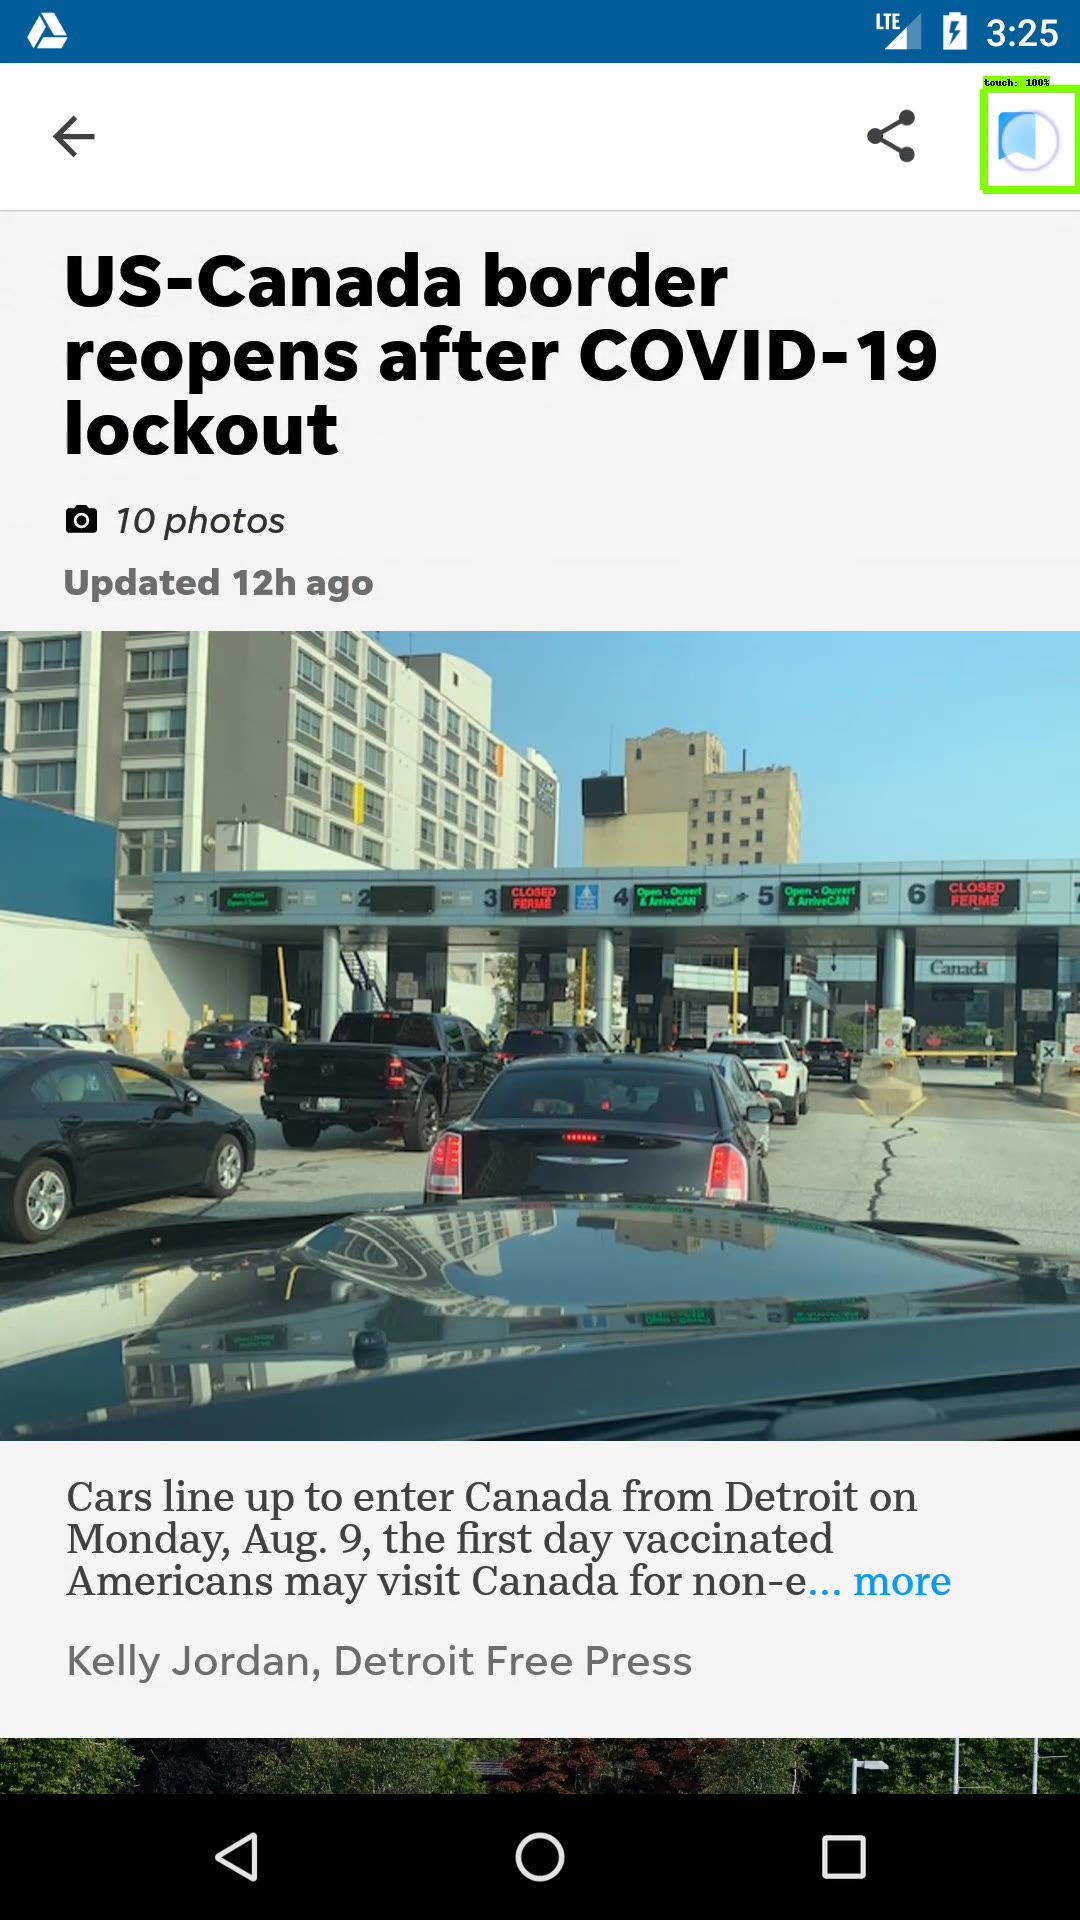 LTE 3:25
touch: 100%
US-Canada border
reopens after COVID-19
lockout
10 photos
Updated 12h ago
1 ArriveCAN 2 3 CLOSED 4 Open - Ouvert 5 Open - Ouvert 6 CLOSED
FERMÉ & ArriveCAN & ArriveCAN FERMÉ
Canada
Cars line up to enter Canada from Detroit on
Monday, Aug. 9, the first day vaccinated
Americans may visit Canada for non-e... more
Kelly Jordan, Detroit Free Press